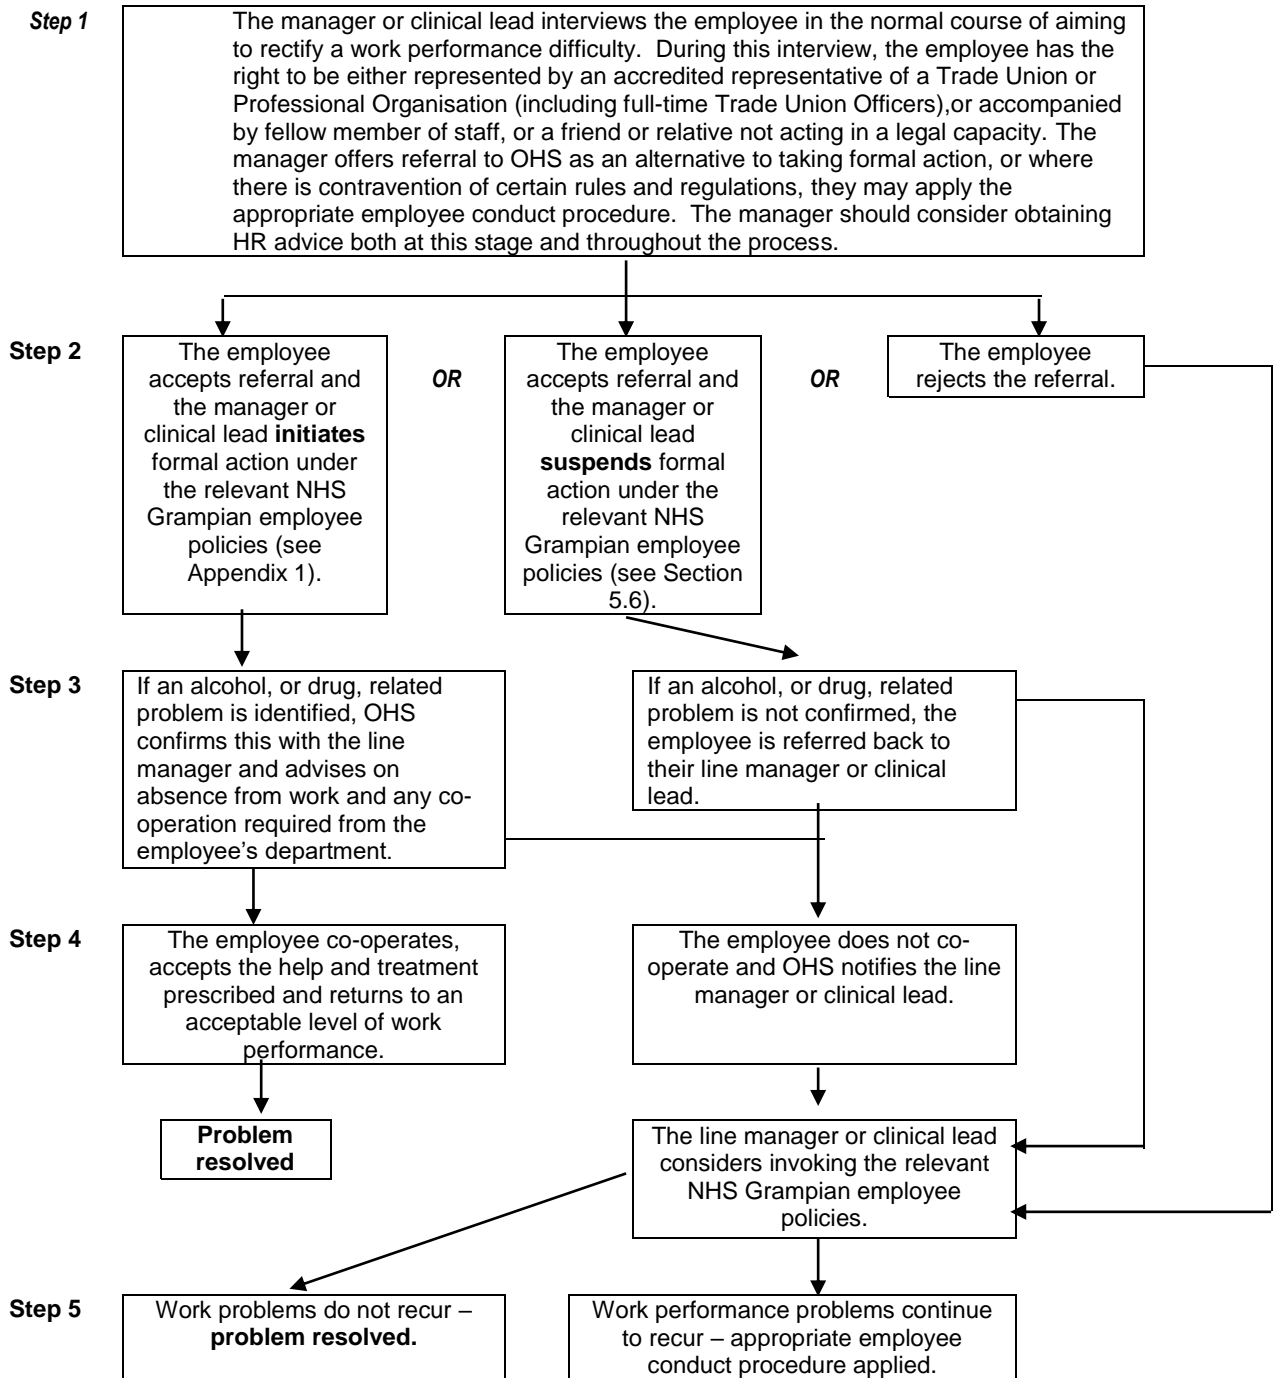 Step 1
The manager or clinical lead interviews the employee in the normal course of aiming
to rectify a work performance difficulty.  During this interview, the employee has the
right to be either represented by an accredited representative of a Trade Union or
Professional Organisation (including full-time Trade Union Officers),or accompanied
by fellow member of staff, or a friend or relative not acting in a legal capacity. The
manager offers referral to OHS as an alternative to taking formal action, or where
there is contravention of certain rules and regulations, they may apply the
appropriate employee conduct procedure.  The manager should consider obtaining
HR advice both at this stage and throughout the process.
Step 2
The employee
accepts referral and
the manager or
clinical lead initiates
formal action under
the relevant NHS
Grampian employee
policies (see
Appendix 1).
OR
The employee
accepts referral and
the manager or
clinical lead
suspends formal
action under the
relevant NHS
Grampian employee
policies (see Section
5.6).
OR
The employee
rejects the referral.
Step 3
If an alcohol, or drug, related
problem is identified, OHS
confirms this with the line
manager and advises on
absence from work and any co-
operation required from the
employee’s department.
If an alcohol, or drug, related
problem is not confirmed, the
employee is referred back to
their line manager or clinical
lead.
Step 4
The employee co-operates,
accepts the help and treatment
prescribed and returns to an
acceptable level of work
performance.
The employee does not co-
operate and OHS notifies the line
manager or clinical lead.
Problem
resolved
The line manager or clinical lead
considers invoking the relevant
NHS Grampian employee
policies.
Step 5
Work problems do not recur –
problem resolved.
Work performance problems continue
to recur – appropriate employee
conduct procedure applied.